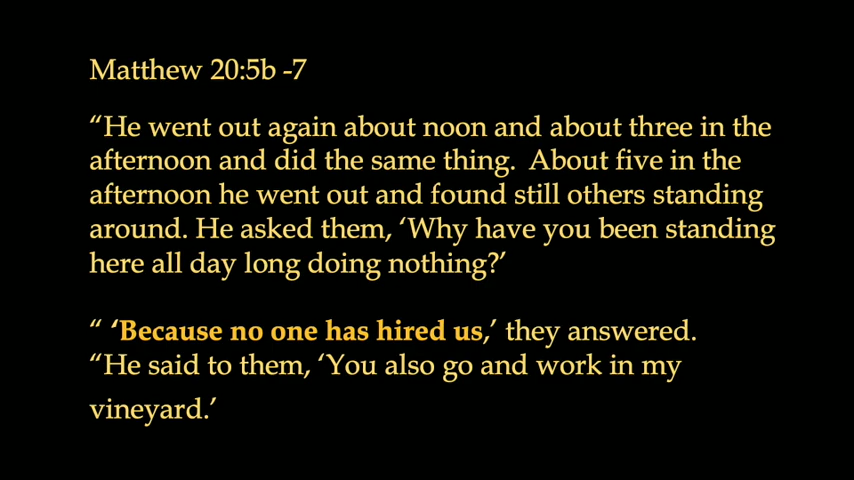 Matthew 20:5b -7
“He went out again about noon and about three in the
afternoon and did the same thing.  About five in the
afternoon he went out and found still others standing
around. He asked them, ‘Why have you been standing
here all day long doing nothing?’
“ ‘Because no one has hired us,’ they answered.
“He said to them, ‘You also go and work in my
vineyard.’